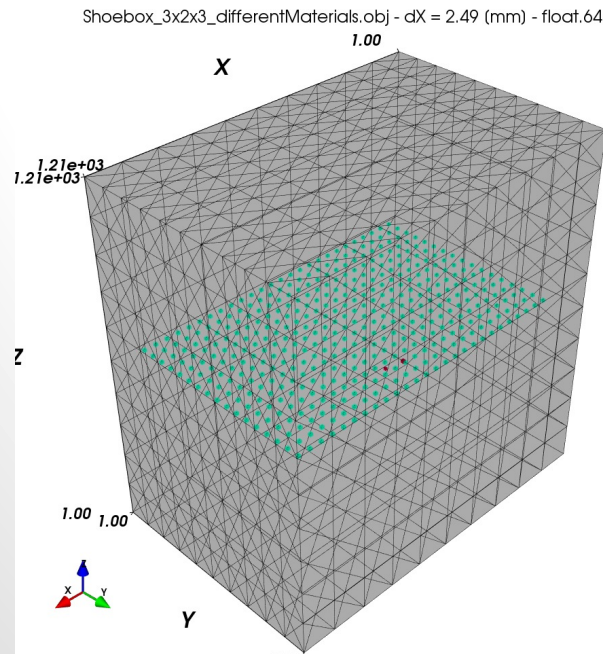 Shoebox_3x2x3_differentMaterials.obj - dX = 2.49 (mm) - float.64
1.00
X
1.21e+03
1.21e+03
Z
1.00
1.00
Z
X
Y
Y